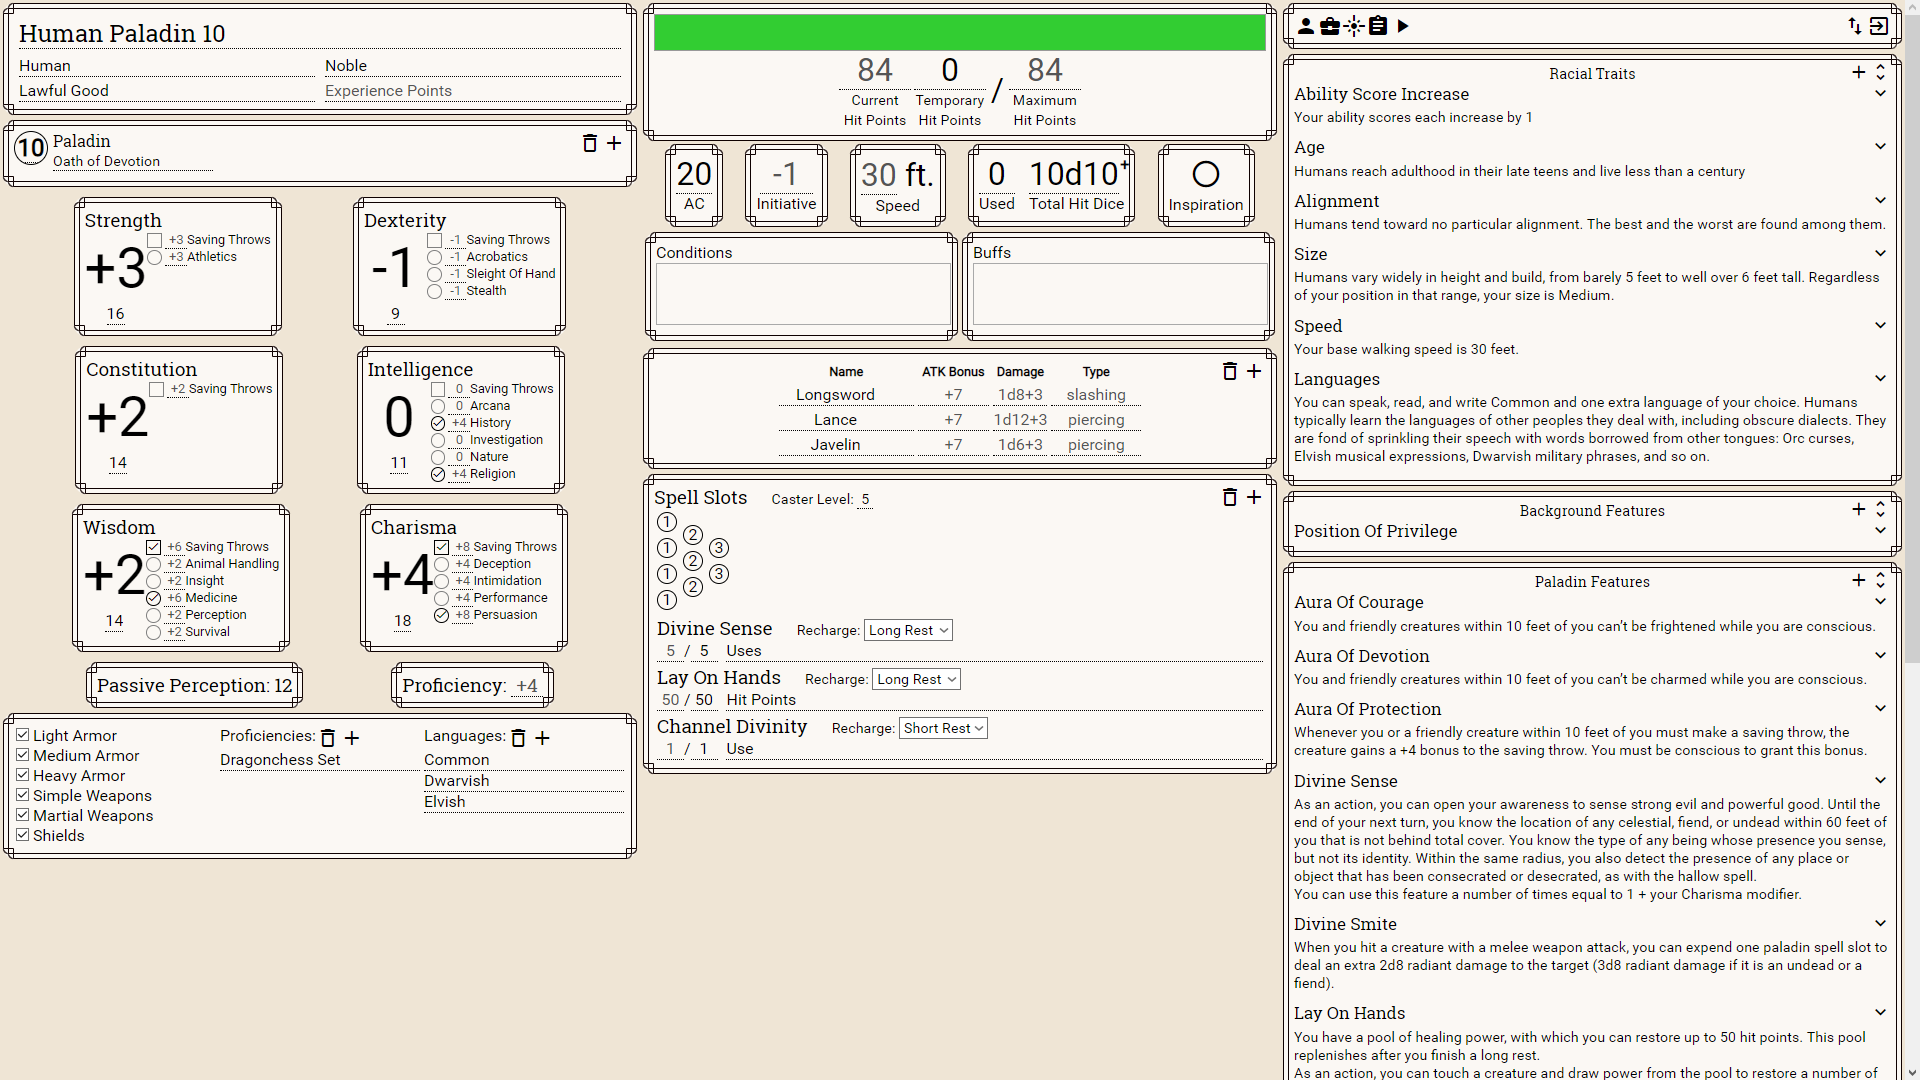 Human Paladin 10
Human
Noble
Lawful Good
Experience Points
10
Paladin
Oath of Devotion
Strength
+3
+3 Saving Throws
+3 Athletics
16
Dexterity
-1
-1 Saving Throws
-1 Acrobatics
-1 Sleight Of Hand
-1 Stealth
9
Constitution
+2
+2 Saving Throws
14
Intelligence
0
0 Saving Throws
0 Arcana
+4 History
0 Investigation
0 Nature
+4 Religion
11
Wisdom
+2
+6 Saving Throws
+2 Animal Handling
+2 Insight
+6 Medicine
+2 Perception
+2 Survival
14
Charisma
+4
+8 Saving Throws
+4 Deception
+4 Intimidation
+4 Performance
+8 Persuasion
18
Passive Perception: 12
Proficiency: +4
Light Armor
Medium Armor
Heavy Armor
Simple Weapons
Martial Weapons
Shields
Proficiencies:
Dragonchess Set
Languages:
Common
Dwarvish
Elvish
84 0 / 84
Current Temporary Maximum
Hit Points Hit Points Hit Points
20
AC
-1
Initiative
30 ft.
Speed
0 10d10+
Used Total Hit Dice
Inspiration
Conditions
Buffs
Name ATK Bonus Damage Type
Longsword +7 1d8+3 slashing
Lance +7 1d12+3 piercing
Javelin +7 1d6+3 piercing
Spell Slots Caster Level: 5
1
2
1 3
2
1 3
2
1
Divine Sense Recharge: Long Rest
5 / 5 Uses
Lay On Hands Recharge: Long Rest
50 / 50 Hit Points
Channel Divinity Recharge: Short Rest
1 / 1 Use
Racial Traits
Ability Score Increase
Your ability scores each increase by 1
Age
Humans reach adulthood in their late teens and live less than a century
Alignment
Humans tend toward no particular alignment. The best and the worst are found among them.
Size
Humans vary widely in height and build, from barely 5 feet to well over 6 feet tall. Regardless
of your position in that range, your size is Medium.
Speed
Your base walking speed is 30 feet.
Languages
You can speak, read, and write Common and one extra language of your choice. Humans
typically learn the languages of other peoples they deal with, including obscure dialects. They
are fond of sprinkling their speech with words borrowed from other tongues: Orc curses,
Elvish musical expressions, Dwarvish military phrases, and so on.
Background Features
Position Of Privilege
Paladin Features
Aura Of Courage
You and friendly creatures within 10 feet of you can't be frightened while you are conscious.
Aura Of Devotion
You and friendly creatures within 10 feet of you can't be charmed while you are conscious.
Aura Of Protection
Whenever you or a friendly creature within 10 feet of you must make a saving throw, the
creature gains a +4 bonus to the saving throw. You must be conscious to grant this bonus.
Divine Sense
As an action, you can open your awareness to sense strong evil and powerful good. Until the
end of your next turn, you know the location of any celestial, fiend, or undead within 60 feet of
you that is not behind total cover. You know the type of any being whose presence you sense,
but not its identity. Within the same radius, you also detect the presence of any place or
object that has been consecrated or desecrated, as with the hallow spell.
You can use this feature a number of times equal to 1 + your Charisma modifier.
Divine Smite
When you hit a creature with a melee weapon attack, you can expend one paladin spell slot to
deal an extra 2d8 radiant damage to the target (3d8 radiant damage if it is an undead or a
fiend).
Lay On Hands
You have a pool of healing power, with which you can restore up to 50 hit points. This pool
replenishes after you finish a long rest.
As an action, you can touch a creature and draw power from the pool to restore a number of